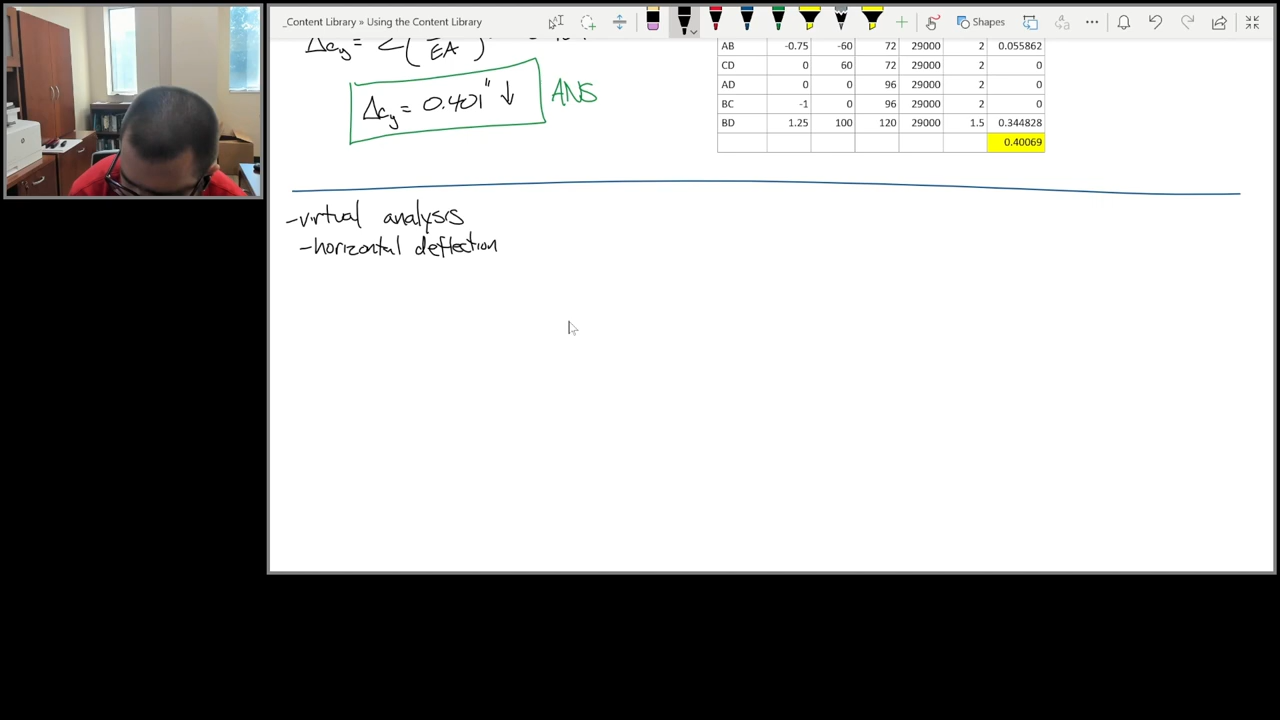 _Content Library » Using the Content Library
Shapes
EA
Δcy = 0.401" ↓ ANS
AB -0.75 -60 72 29000 2 0.055862
CD 0 60 72 29000 2 0
AD 0 0 96 29000 2 0
BC -1 0 96 29000 2 0
BD 1.25 100 120 29000 1.5 0.344828
0.40069
-virtual analysis
-horizontal deflection